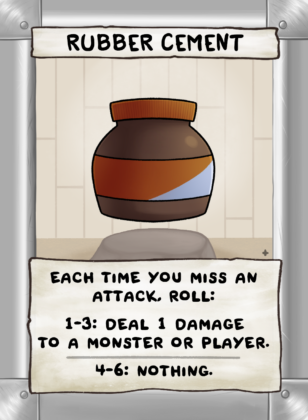 RUBBER CEMENT
EACH TIME YOU MISS AN
ATTACK, ROLL:
1-3: DEAL 1 DAMAGE
TO A MONSTER OR PLAYER.
4-6: NOTHING.